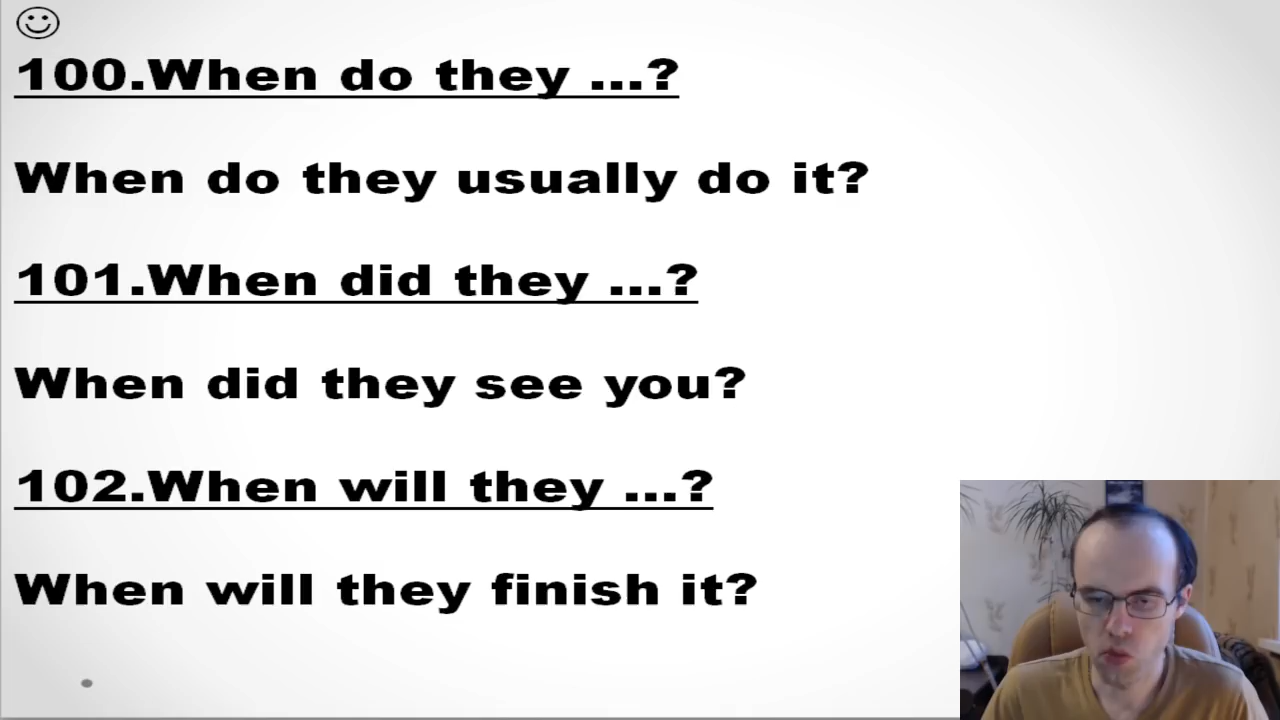 100.When do they ...?
When do they usually do it?
101.When did they ...?
When did they see you?
102.When will they ...?
When will they finish it?